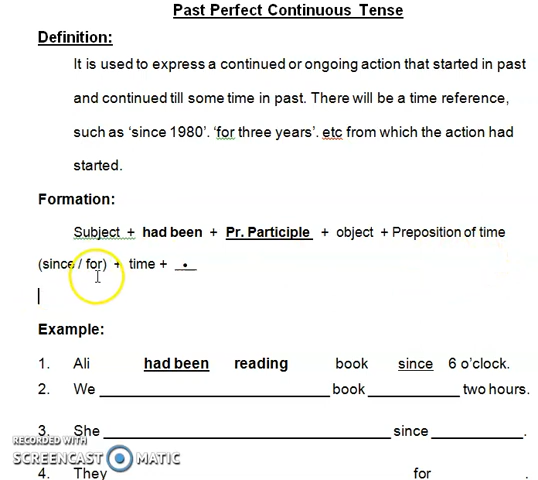 Past Perfect Continuous Tense
Definition:
It is used to express a continued or ongoing action that started in past
and continued till some time in past. There will be a time reference,
such as ‘since 1980’. ‘for three years’. etc from which the action had
started.
Formation:
Subject + had been + Pr. Participle + object + Preposition of time
(since / for) + time + .
Example:
1. Ali had been reading book since 6 o’clock.
2. We ______ book ______ two hours.
3. She ______ since ______.
RECORDED WITH
SCREENCAST O MATIC
4. They for .